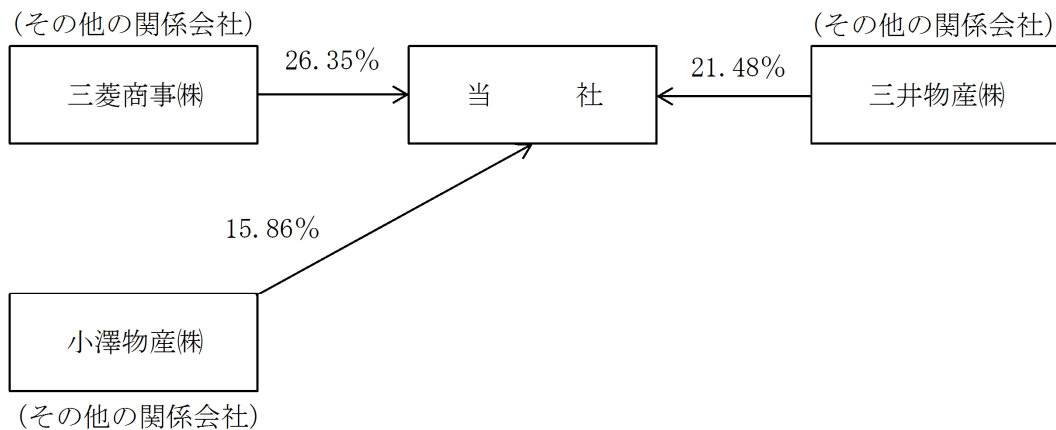 (その他の関係会社)
(その他の関係会社)
三菱商事㈱
26.35%
当　　社
21.48%
三井物産㈱
15.86%
小澤物産㈱
(その他の関係会社)